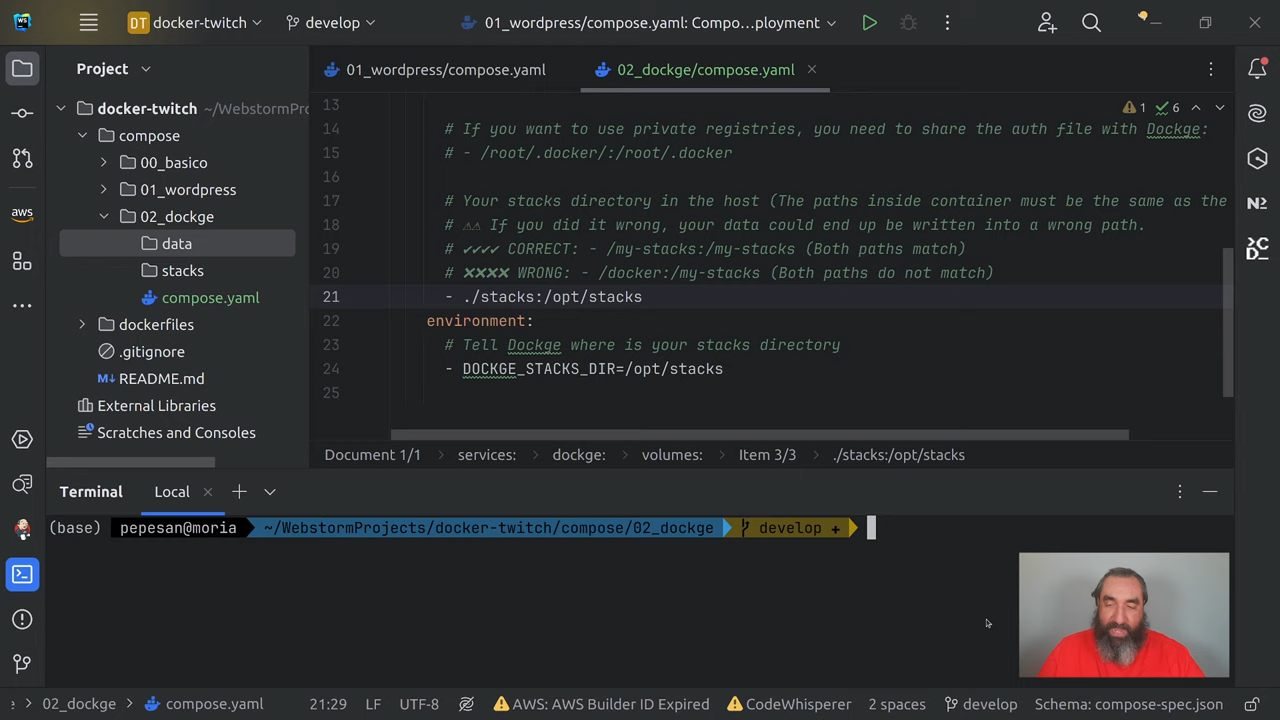 DT docker-twitch
develop
01_wordpress/compose.yaml: Compo…ployment
Project
01_wordpress/compose.yaml
02_dockge/compose.yaml
docker-twitch ~/WebstormPro
compose
00_basico
01_wordpress
02_dockge
data
stacks
compose.yaml
dockerfiles
.gitignore
README.md
External Libraries
Scratches and Consoles
aws
1
6
13
14 # If you want to use private registries, you need to share the auth file with Dockge:
15 # - /root/.docker/:/root/.docker
16
17 # Your stacks directory in the host (The paths inside container must be the same as the
18 # ⚠⚠ If you did it wrong, your data could end up be written into a wrong path.
19 # ✔✔✔✔ CORRECT: - /my-stacks:/my-stacks (Both paths match)
20 # ❌❌❌❌ WRONG: - /docker:/my-stacks (Both paths do not match)
21 - ./stacks:/opt/stacks
22 environment:
23 # Tell Dockge where is your stacks directory
24 - DOCKGE_STACKS_DIR=/opt/stacks
25
Document 1/1 services: dockge: volumes: Item 3/3 ./stacks:/opt/stacks
Terminal Local
(base) pepesan@moria ~/WebstormProjects/docker-twitch/compose/02_dockge develop +
e 02_dockge compose.yaml 21:29 LF UTF-8 AWS: AWS Builder ID Expired CodeWhisperer 2 spaces develop Schema: compose-spec.json